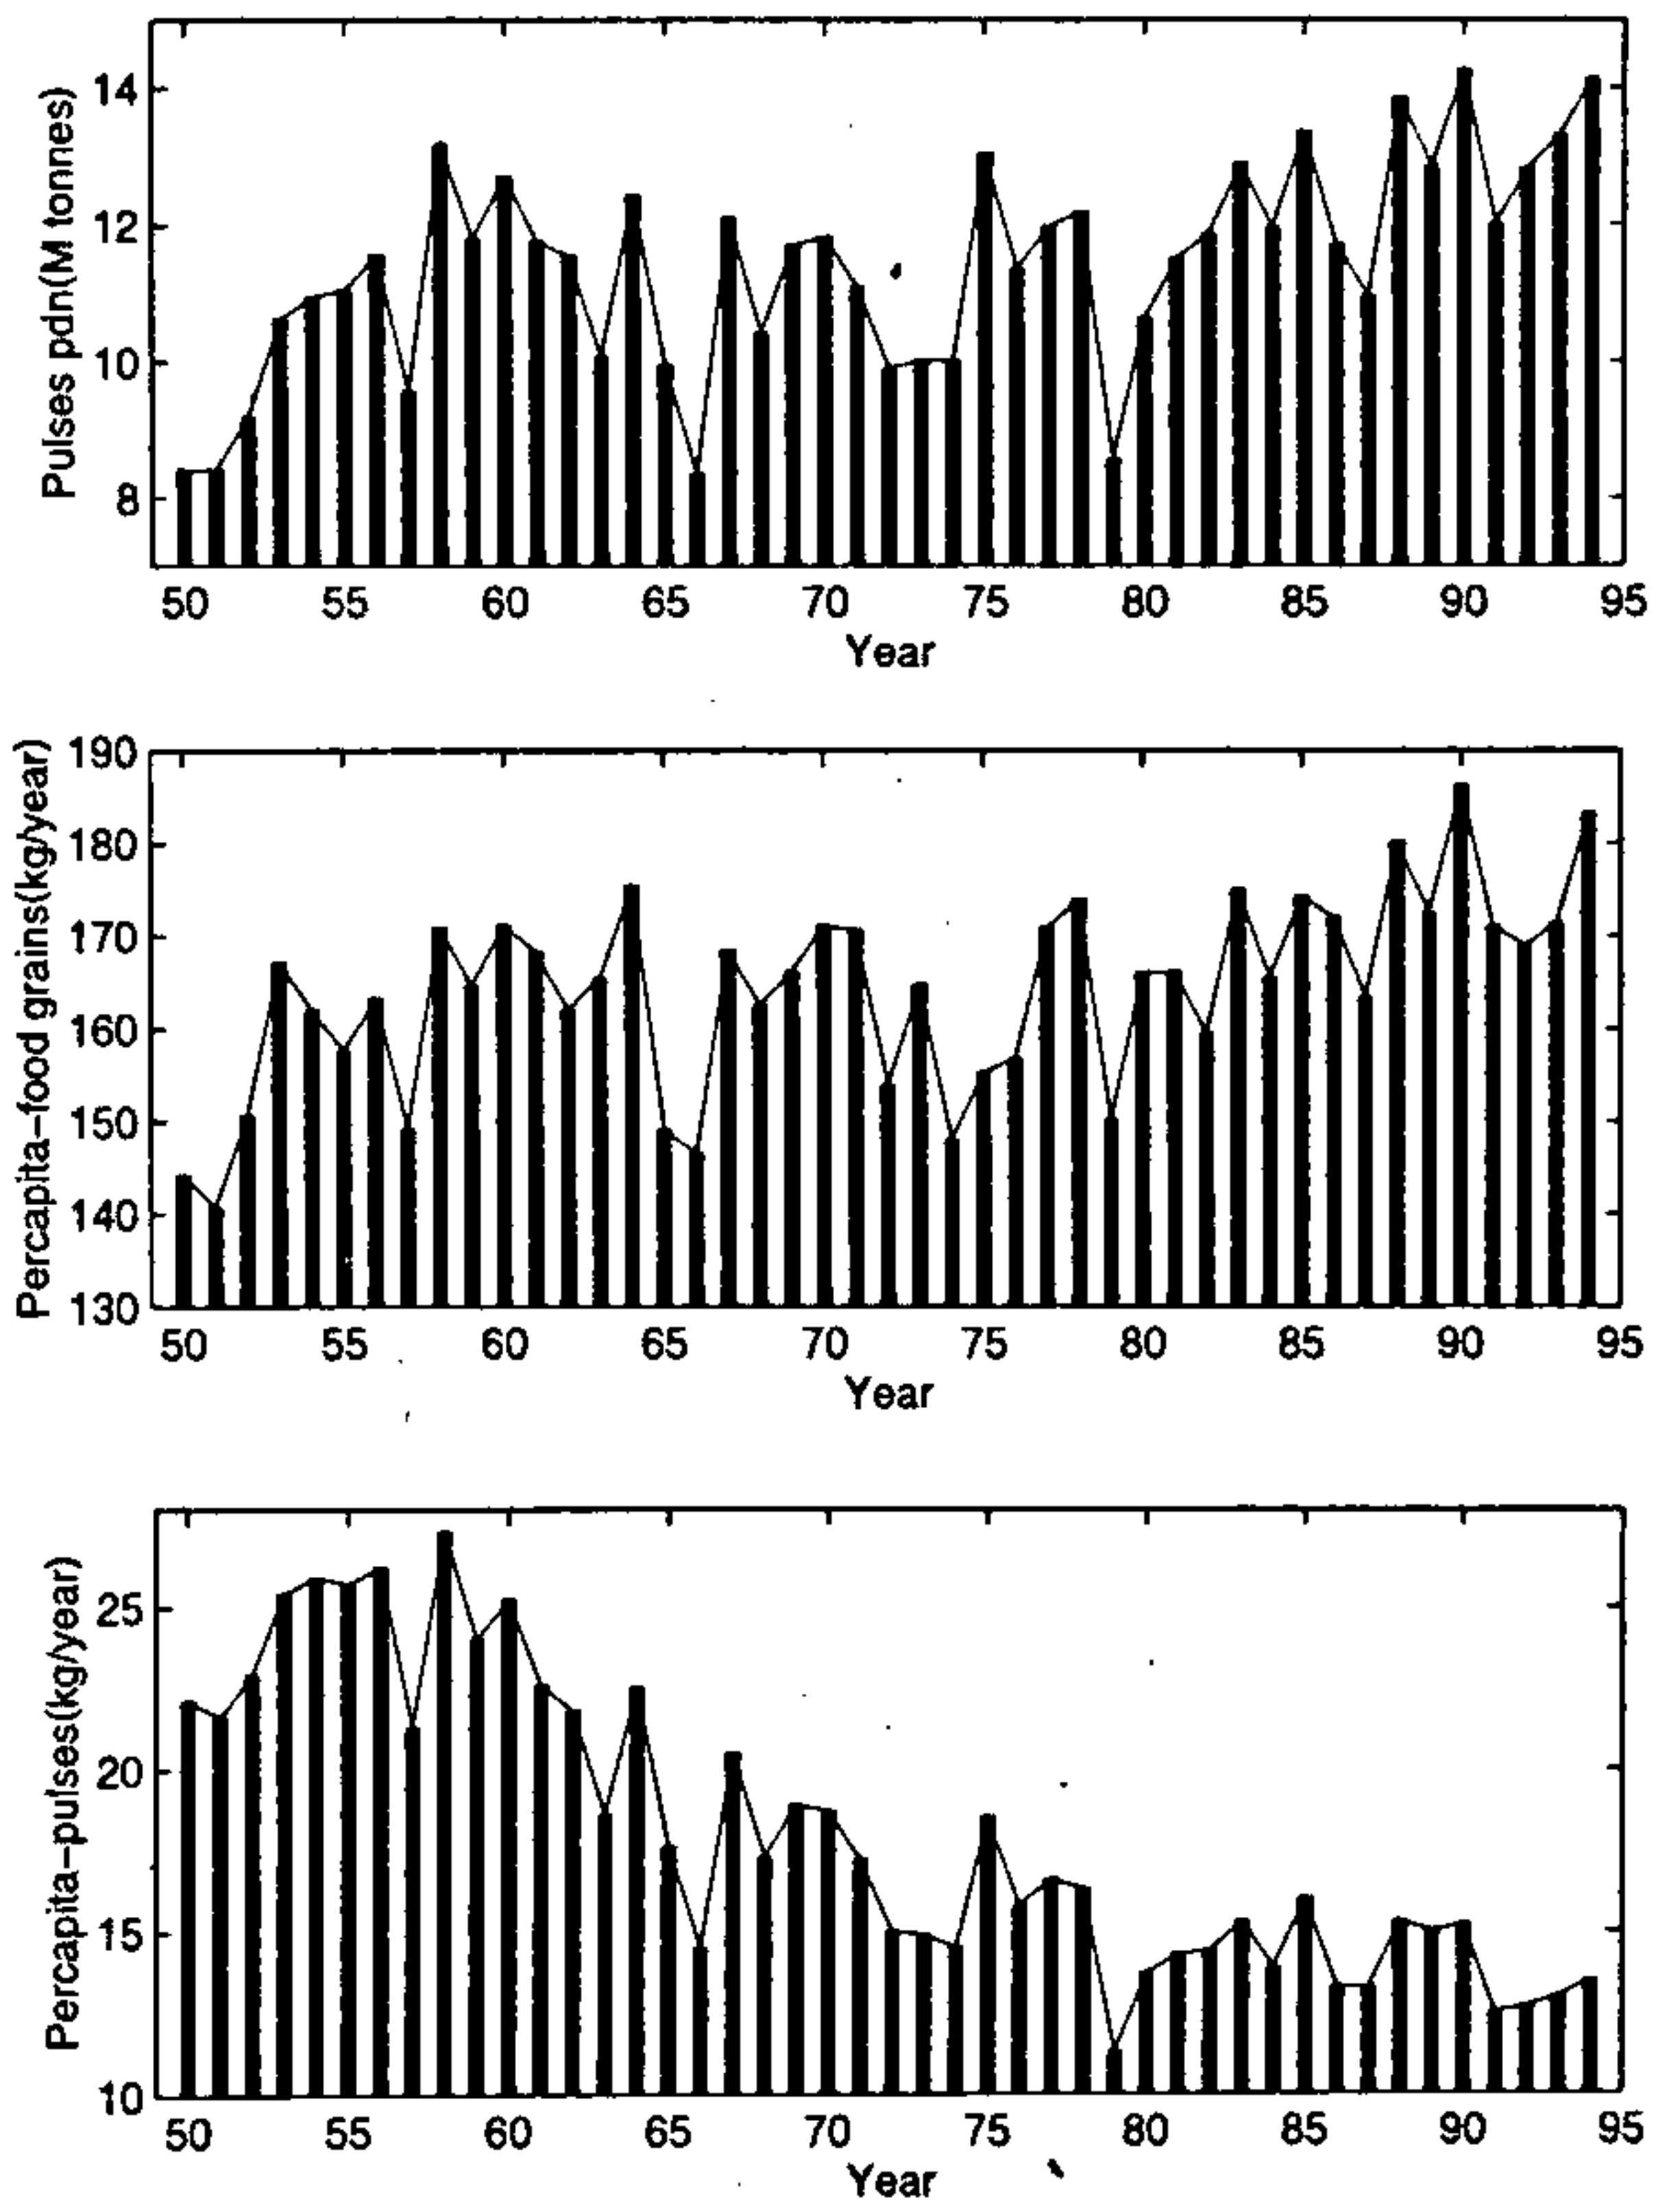 Pulses pdn(M tonnes)
14
12
10
8
50 55 60 65 70 75 80 85 90 95
Year
Percapita-food grains(kg/year)
190
180
170
160
150
140
130
50 55 60 65 70 75 80 85 90 95
Year
Percapita-pulses(kg/year)
25
20
15
10
50 55 60 65 70 75 80 85 90 95
Year